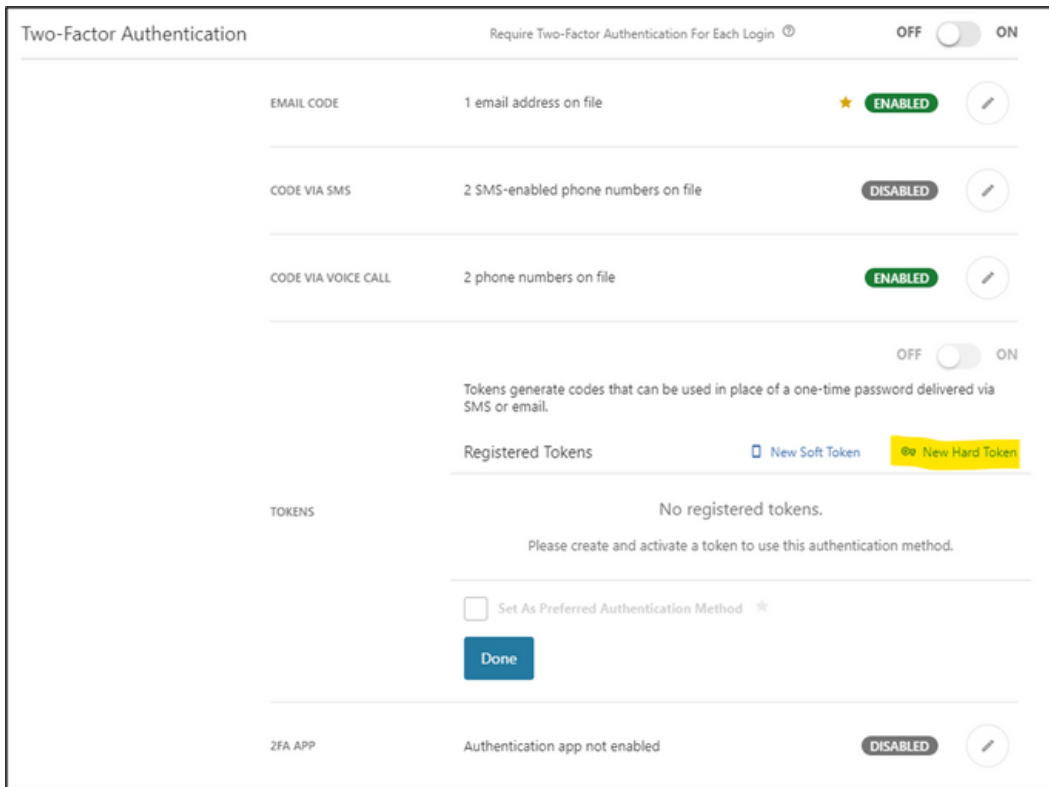 Two-Factor Authentication
Require Two-Factor Authentication For Each Login
OFF ON
EMAIL CODE
1 email address on file
ENABLED
CODE VIA SMS
2 SMS-enabled phone numbers on file
DISABLED
CODE VIA VOICE CALL
2 phone numbers on file
ENABLED
OFF ON
Tokens generate codes that can be used in place of a one-time password delivered via
SMS or email.
Registered Tokens
New Soft Token
New Hard Token
TOKENS
No registered tokens.
Please create and activate a token to use this authentication method.
Set As Preferred Authentication Method
Done
2FA APP
Authentication app not enabled
DISABLED